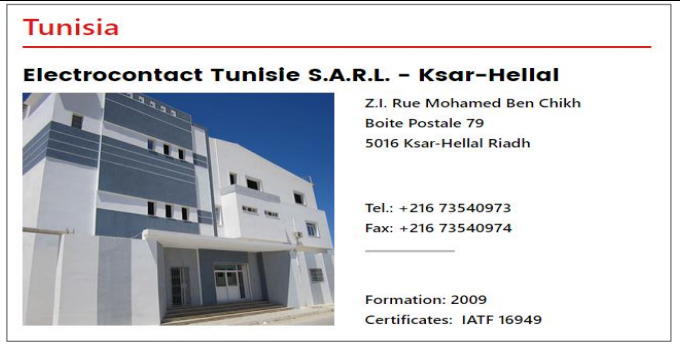 Tunisia
Electrocontact Tunisie S.A.R.L. - Ksar-Hellal
Z.I. Rue Mohamed Ben Chikh
Boite Postale 79
5016 Ksar-Hellal Riadh
Tel.: +216 73540973
Fax: +216 73540974
Formation: 2009
Certificates: IATF 16949